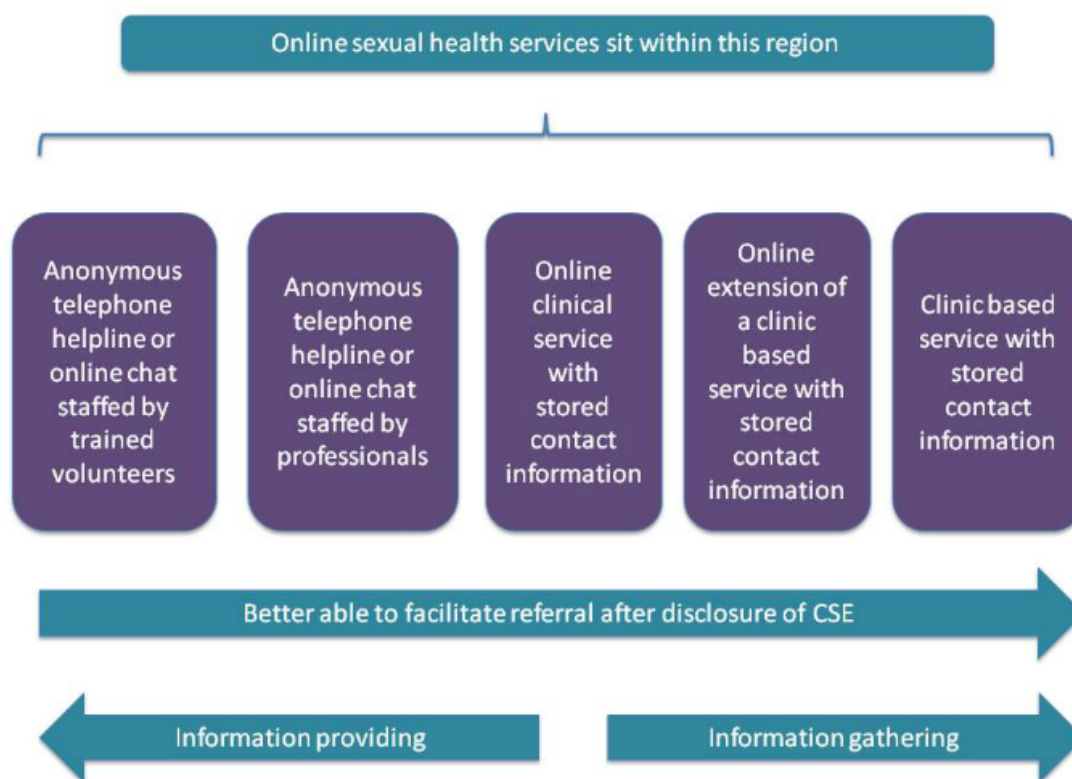 Online sexual health services sit within this region
Anonymous
telephone
helpline or
online chat
staffed by
trained
volunteers
Anonymous
telephone
helpline or
online chat
staffed by
professionals
Online
clinical
service
with
stored
contact
information
Online
extension of
a clinic
based
service with
stored
contact
information
Clinic based
service with
stored
contact
information
Better able to facilitate referral after disclosure of CSE
Information providing
Information gathering